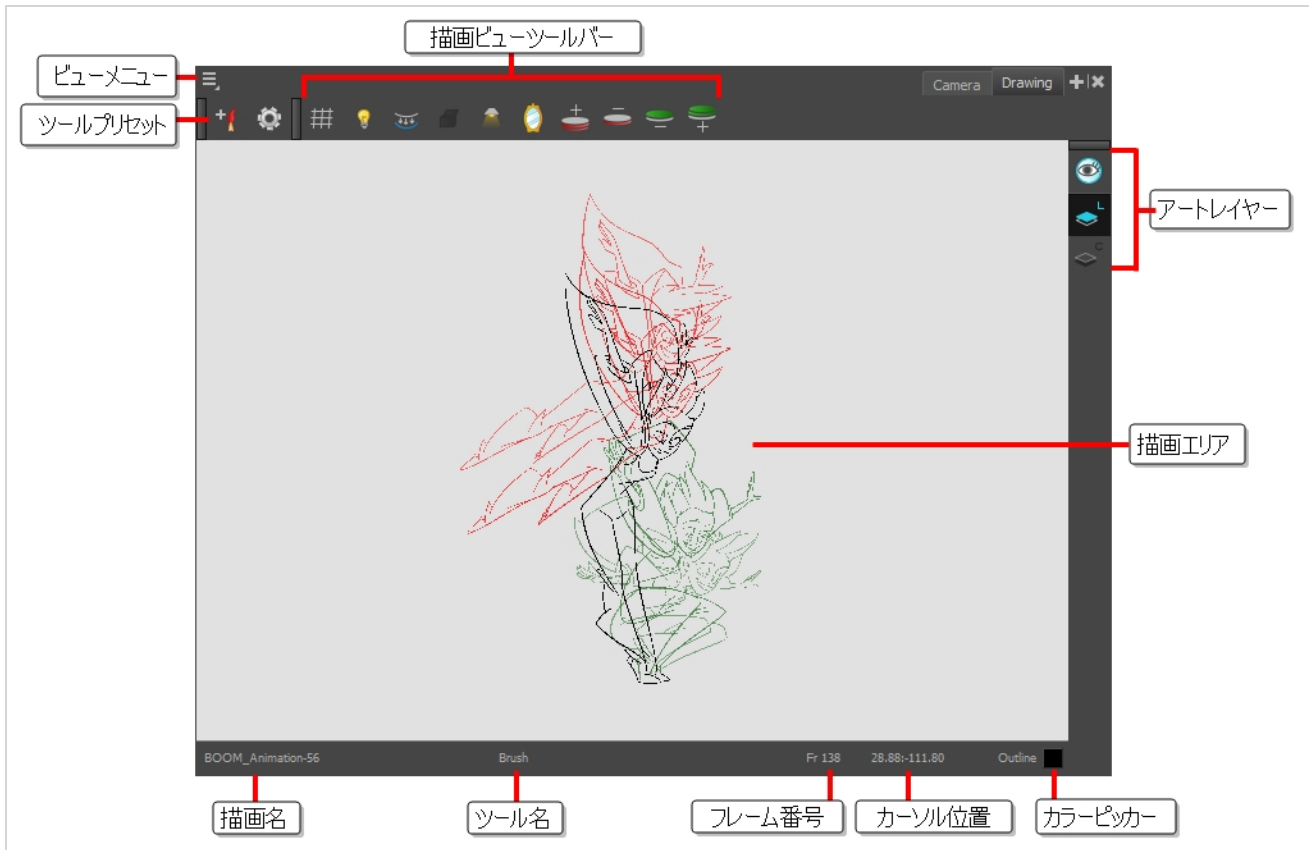 描画ビューツールバー
ビューメニュー
Camera
Drawing
ツールプリセット
L
アートレイヤー
C
描画エリア
BOOM_Animation-56
Brush
Fr 138
28.88:-111.80
Outline
描画名
ツール名
フレーム番号
カーソル位置
カラーピッカー